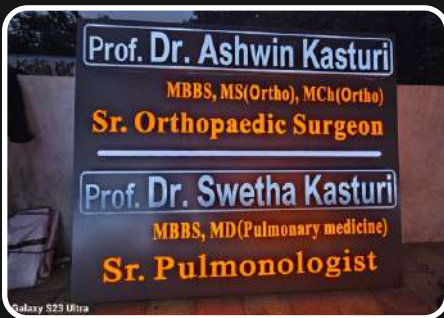 Prof. Dr. Ashwin Kasturi
MBBS, MS(Ortho), MCh(Ortho)
Sr. Orthopaedic Surgeon
Prof. Dr. Swetha Kasturi
MBBS, MD(Pulmonary medicine)
Sr. Pulmonologist
Galaxy S23 Ultra